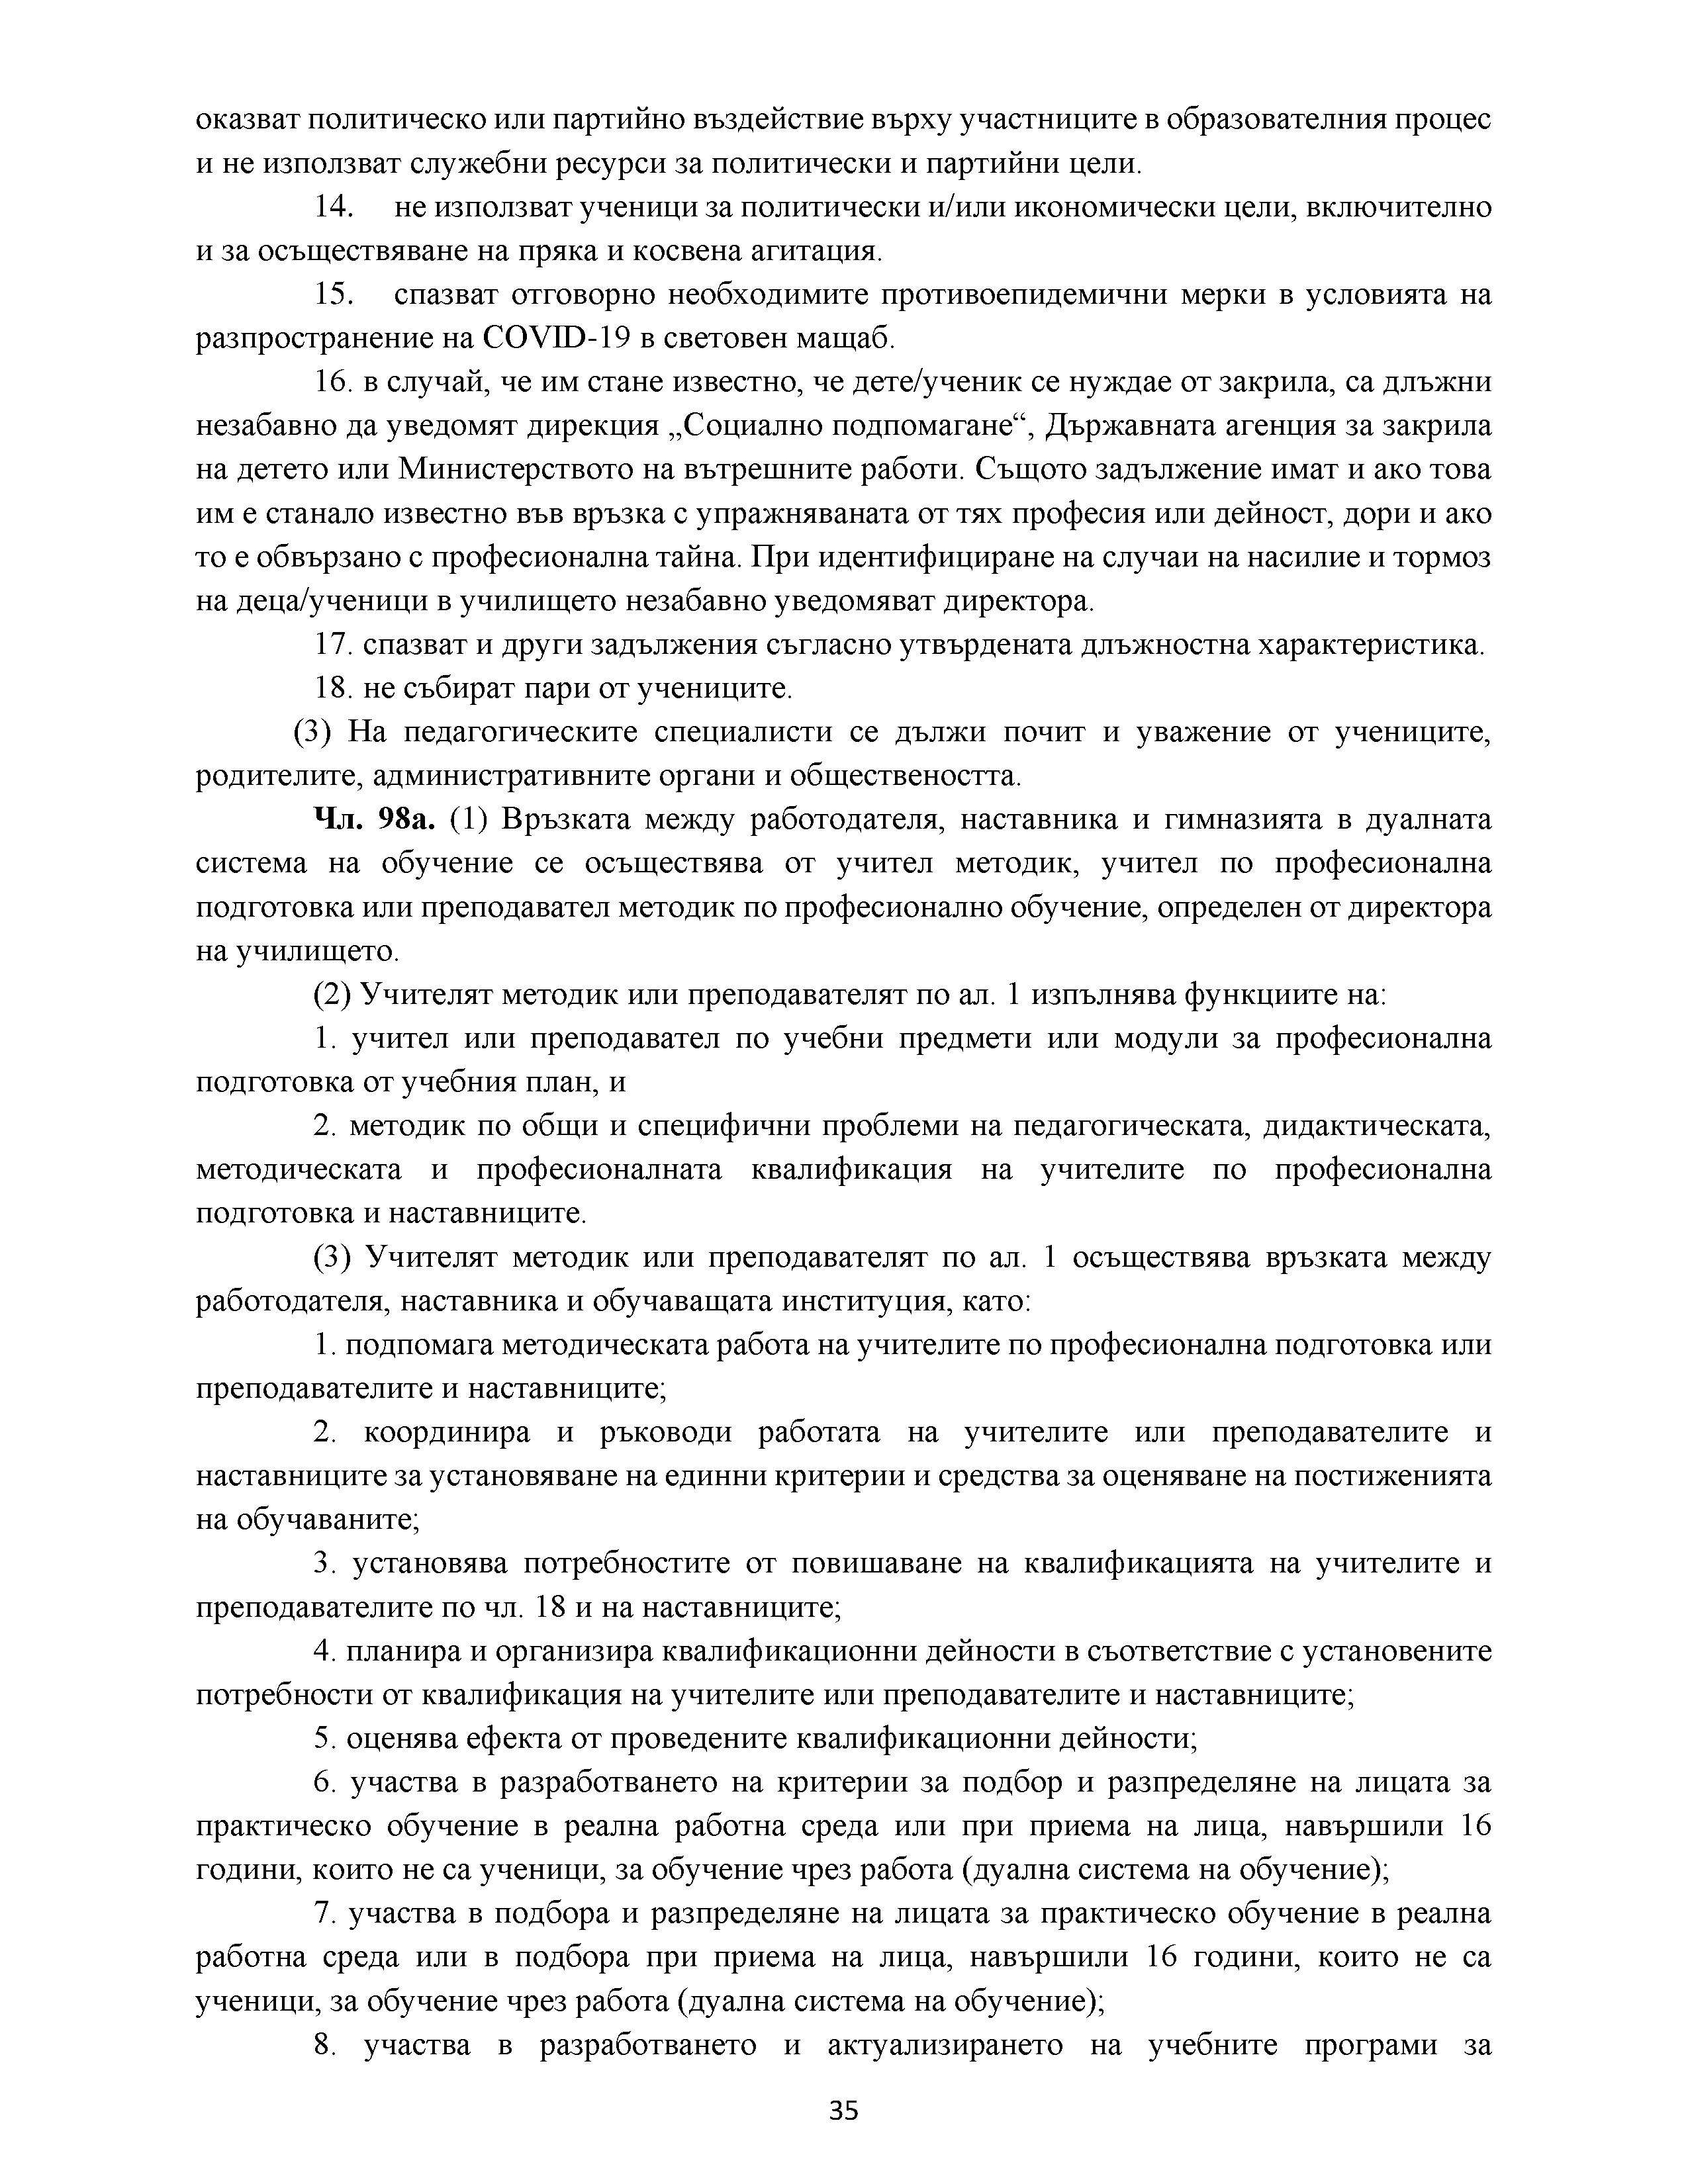 оказват политическо или партийно въздействие върху участниците в образователния процес
и не използват служебни ресурси за политически и партийни цели.
14. не използват ученици за политически и/или икономически цели, включително
и за осъществяване на пряка и косвена агитация.
15. спазват отговорно необходимите противоепидемични мерки в условията на
разпространение на COVID-19 в световен мащаб.
16. в случай, че им стане известно, че дете/ученик се нуждае от закрила, са длъжни
незабавно да уведомят дирекция „Социално подпомагане“, Държавната агенция за закрила
на детето или Министерството на вътрешните работи. Същото задължение имат и ако това
им е станало известно във връзка с упражняваната от тях професия или дейност, дори и ако
то е обвързано с професионална тайна. При идентифициране на случаи на насилие и тормоз
на деца/ученици в училището незабавно уведомяват директора.
17. спазват и други задължения съгласно утвърдената длъжностна характеристика.
18. не събират пари от учениците.
(3) На педагогическите специалисти се дължи почит и уважение от учениците,
родителите, административните органи и обществеността.
Чл. 98а. (1) Връзката между работодателя, наставника и гимназията в дуалната
система на обучение се осъществява от учител методик, учител по професионална
подготовка или преподавател методик по професионално обучение, определен от директора
на училището.
(2) Учителят методик или преподавателят по ал. 1 изпълнява функциите на:
1. учител или преподавател по учебни предмети или модули за професионална
подготовка от учебния план, и
2. методик по общи и специфични проблеми на педагогическата, дидактическата,
методическата и професионалната квалификация на учителите по професионална
подготовка и наставниците.
(3) Учителят методик или преподавателят по ал. 1 осъществява връзката между
работодателя, наставника и обучаващата институция, като:
1. подпомага методическата работа на учителите по професионална подготовка или
преподавателите и наставниците;
2. координира и ръководи работата на учителите или преподавателите и
наставниците за установяване на единни критерии и средства за оценяване на постиженията
на обучаваните;
3. установява потребностите от повишаване на квалификацията на учителите и
преподавателите по чл. 18 и на наставниците;
4. планира и организира квалификационни дейности в съответствие с установените
потребности от квалификация на учителите или преподавателите и наставниците;
5. оценява ефекта от проведените квалификационни дейности;
6. участва в разработването на критерии за подбор и разпределяне на лицата за
практическо обучение в реална работна среда или при приема на лица, навършили 16
години, които не са ученици, за обучение чрез работа (дуална система на обучение);
7. участва в подбора и разпределяне на лицата за практическо обучение в реална
работна среда или в подбора при приема на лица, навършили 16 години, които не са
ученици, за обучение чрез работа (дуална система на обучение);
8. участва в разработването и актуализирането на учебните програми за
35